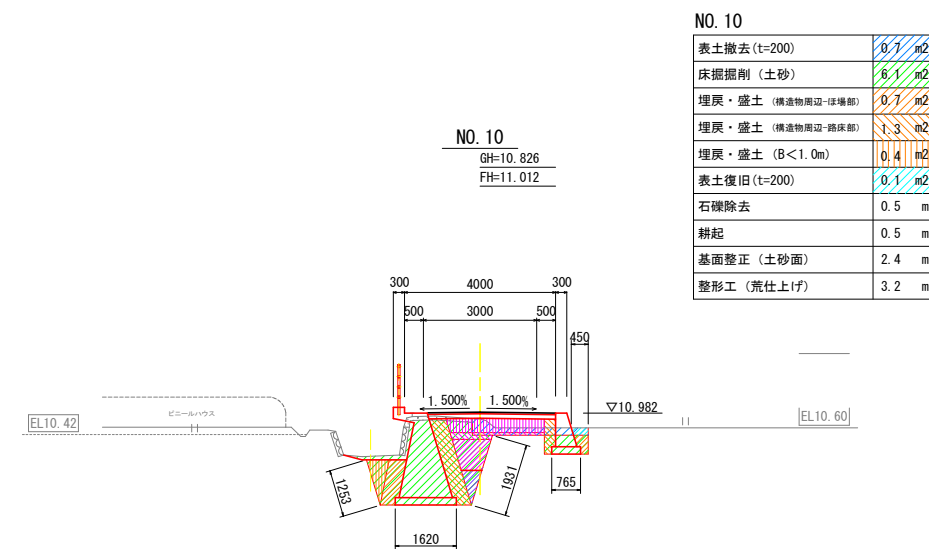 NO. 10
表土撤去(t=200) 0.7 m2
床掘掘削 (土砂) 6.1 m2
埋戻・盛土 (構造物周辺-ほ場部) 0.7 m2
埋戻・盛土 (構造物周辺-路床部) 1.3 m2
埋戻・盛土 (B<1.0m) 0.4 m2
表土復旧(t=200) 0.1 m2
石礫除去 0.5 m
耕起 0.5 m
基面整正 (土砂面) 2.4 m
整形工 (荒仕上げ) 3.2 m
NO. 10
GH=10.826
FH=11.012
300 4000 300
500 3000 500
450
1.500% 1.500%
▽10.982
ビニールハウス
EL10.42
EL10.60
1253
1931
765
1620